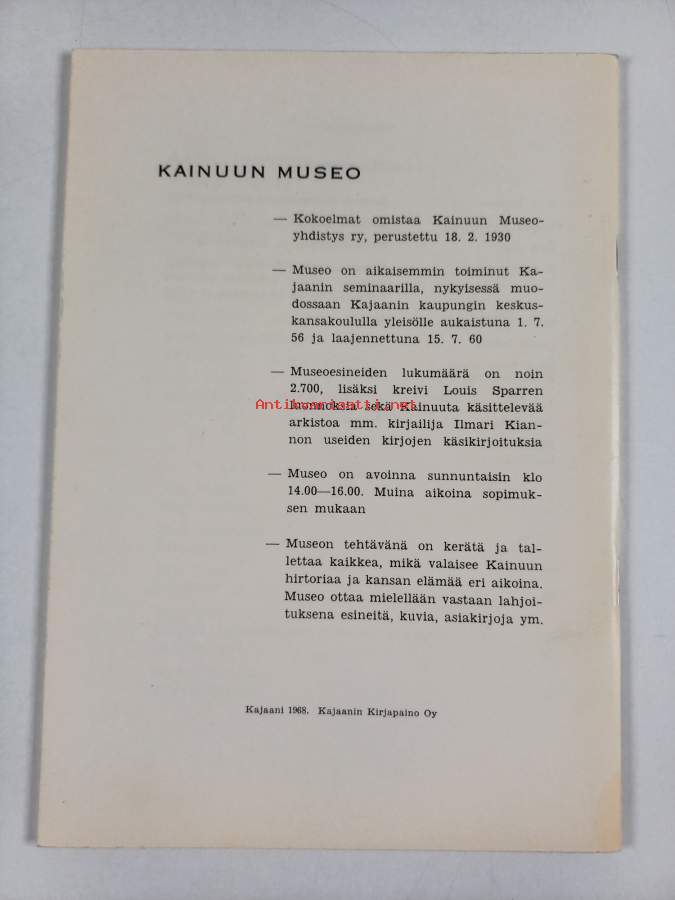 KAINUUN MUSEO
— Kokoelmat omistaa Kainuun Museo-
yhdistys ry, perustettu 18. 2. 1930
— Museo on aikaisemmin toiminut Ka-
jaanin seminaarilla, nykyisessä muo-
dossaan Kajaanin kaupungin keskus-
kansakoululla yleisölle aukaistuna 1. 7.
56 ja laajennettuna 15. 7. 60
— Museoesineiden lukumäärä on noin
2.700, lisäksi kreivi Louis Sparren
Antikvariaatti.net
luonnoksia sekä Kainuuta käsittelevää
arkistoa mm. kirjailija Ilmari Kian-
non useiden kirjojen käsikirjoituksia
— Museo on avoinna sunnuntaisin klo
14.00—16.00. Muina aikoina sopimuk-
sen mukaan
— Museon tehtävänä on kerätä ja tal-
lettaa kaikkea, mikä valaisee Kainuun
hirtoriaa ja kansan elämää eri aikoina.
Museo ottaa mielellään vastaan lahjoi-
tuksena esineitä, kuvia, asiakirjoja ym.
Kajaani 1968. Kajaanin Kirjapaino Oy